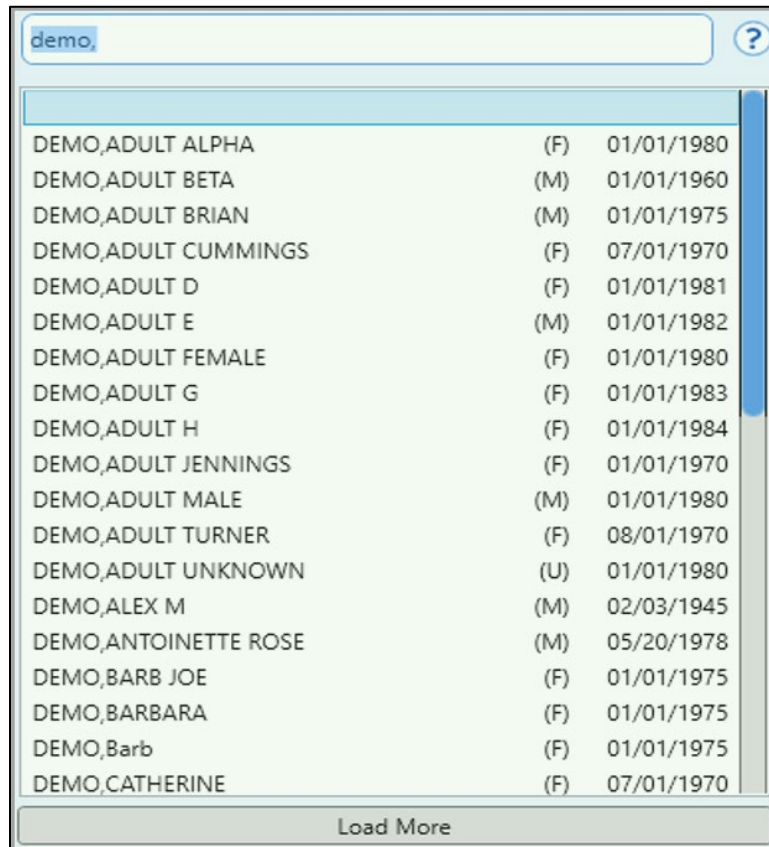 demo,
?
DEMO,ADULT ALPHA (F) 01/01/1980
DEMO,ADULT BETA (M) 01/01/1960
DEMO,ADULT BRIAN (M) 01/01/1975
DEMO,ADULT CUMMINGS (F) 07/01/1970
DEMO,ADULT D (F) 01/01/1981
DEMO,ADULT E (M) 01/01/1982
DEMO,ADULT FEMALE (F) 01/01/1980
DEMO,ADULT G (F) 01/01/1983
DEMO,ADULT H (F) 01/01/1984
DEMO,ADULT JENNINGS (F) 01/01/1970
DEMO,ADULT MALE (M) 01/01/1980
DEMO,ADULT TURNER (F) 08/01/1970
DEMO,ADULT UNKNOWN (U) 01/01/1980
DEMO,ALEX M (M) 02/03/1945
DEMO,ANTOINETTE ROSE (M) 05/20/1978
DEMO,BARB JOE (F) 01/01/1975
DEMO,BARBARA (F) 01/01/1975
DEMO,Barb (F) 01/01/1975
DEMO,CATHERINE (F) 07/01/1970
Load More